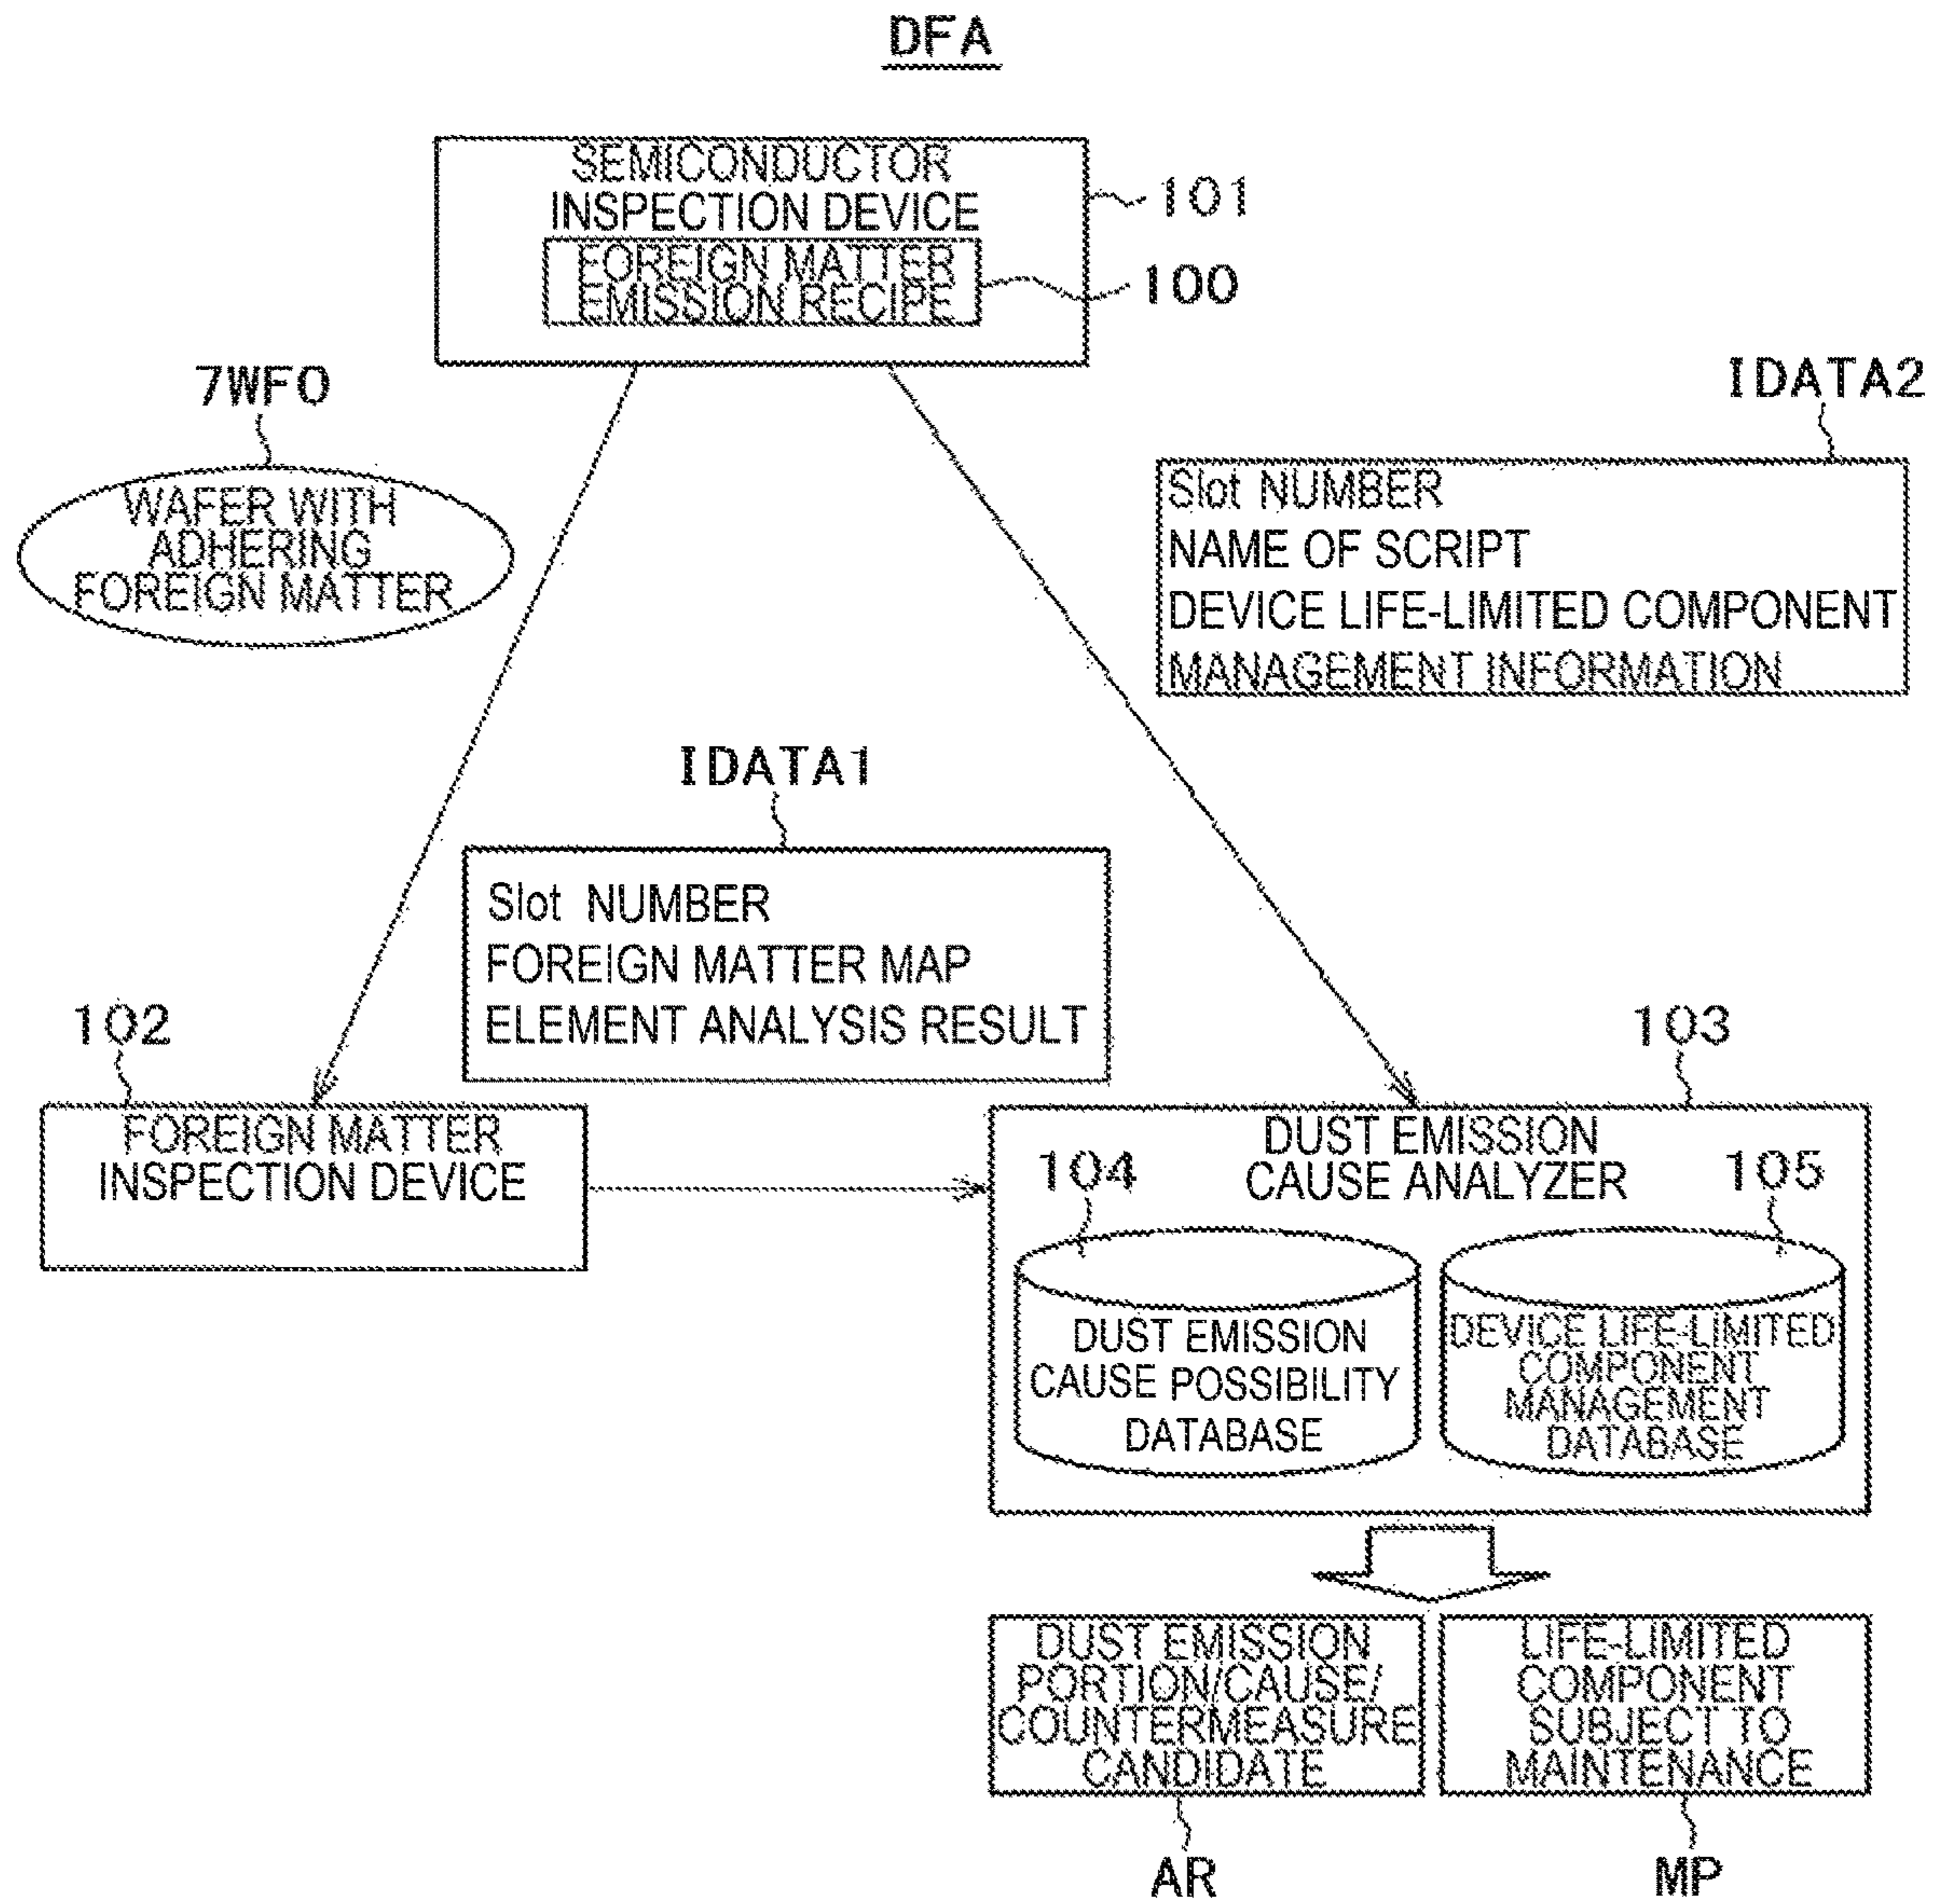 DFA
SEMICONDUCTOR
INSPECTION DEVICE
101
FOREIGN MATTER
EMISSION RECIPE
100
7WF0
WAFER WITH
ADHERING
FOREIGN MATTER
IDATA2
Slot NUMBER
NAME OF SCRIPT
DEVICE LIFE-LIMITED COMPONENT
MANAGEMENT INFORMATION
IDATA1
Slot NUMBER
FOREIGN MATTER MAP
ELEMENT ANALYSIS RESULT
102
FOREIGN MATTER
INSPECTION DEVICE
103
DUST EMISSION
CAUSE ANALYZER
104
DUST EMISSION
CAUSE POSSIBILITY
DATABASE
105
DEVICE LIFE-LIMITED
COMPONENT
MANAGEMENT
DATABASE
DUST EMISSION
PORTION/CAUSE/
COUNTERMEASURE
CANDIDATE
AR
LIFE-LIMITED
COMPONENT
SUBJECT TO
MAINTENANCE
MP